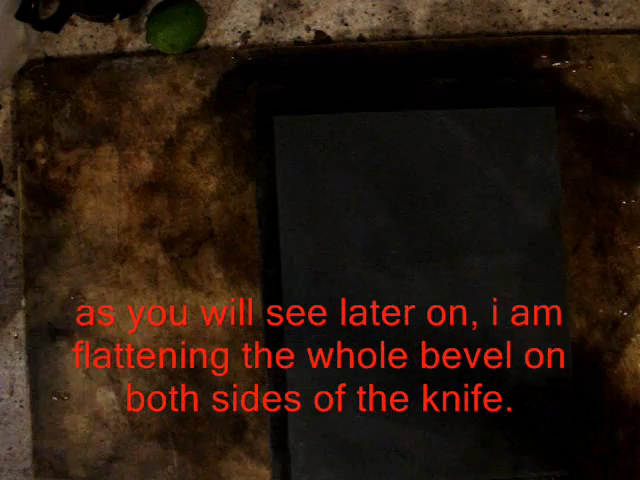 as you will see later on, i am
flattening the whole bevel on
both sides of the knife.